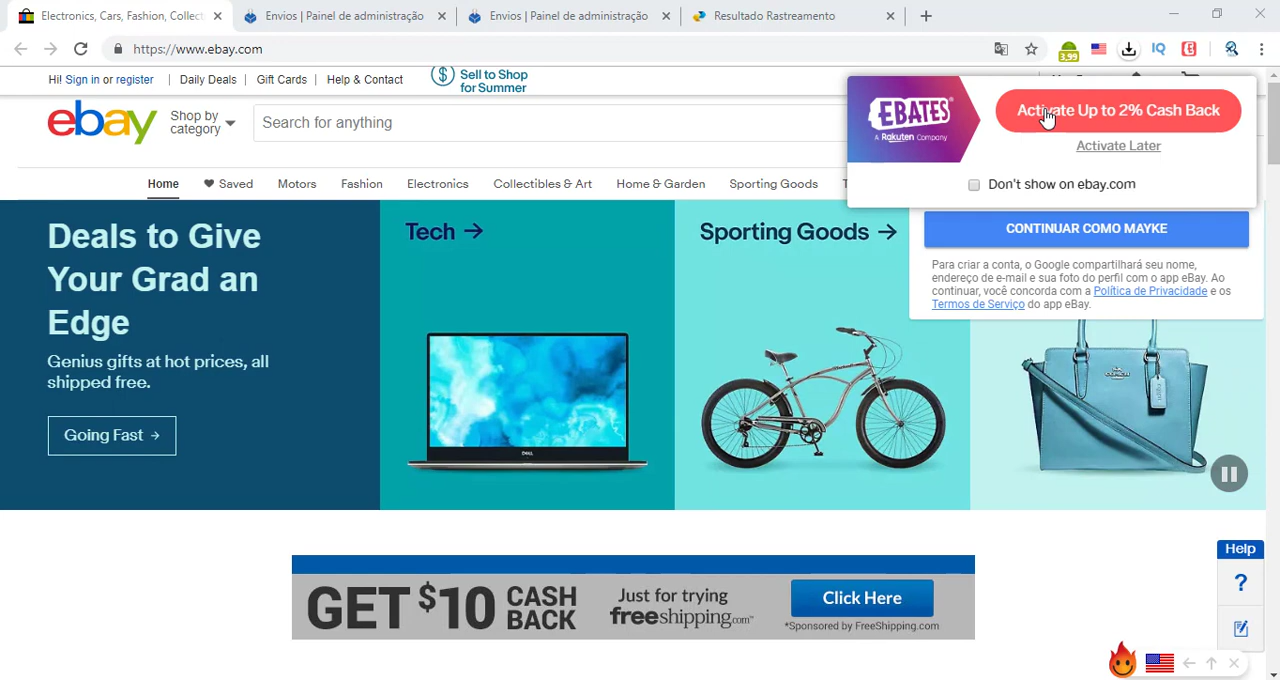 Electronics, Cars, Fashion, Collect
Envios | Painel de administração
Envios | Painel de administração
Resultado Rastreamento
https://www.ebay.com
3,99
IQ
Hi! Sign in or register
Daily Deals
Gift Cards
Help & Contact
Sell to Shop
for Summer
ebay
Shop by
category
Search for anything
EBATES
A Rakuten Company
Activate Up to 2% Cash Back
Activate Later
Don't show on ebay.com
Home
Saved
Motors
Fashion
Electronics
Collectibles & Art
Home & Garden
Sporting Goods
CONTINUAR COMO MAYKE
Para criar a conta, o Google compartilhará seu nome,
endereço de e-mail e sua foto do perfil com o app eBay. Ao
continuar, você concorda com a Política de Privacidade e os
Termos de Serviço do app eBay.
Deals to Give
Your Grad an
Edge
Genius gifts at hot prices, all
shipped free.
Going Fast →
Tech →
Sporting Goods →
DELL
COACH
GET $10 CASH BACK
Just for trying
freeshipping.com
Click Here
*Sponsored by FreeShipping.com
Help
?